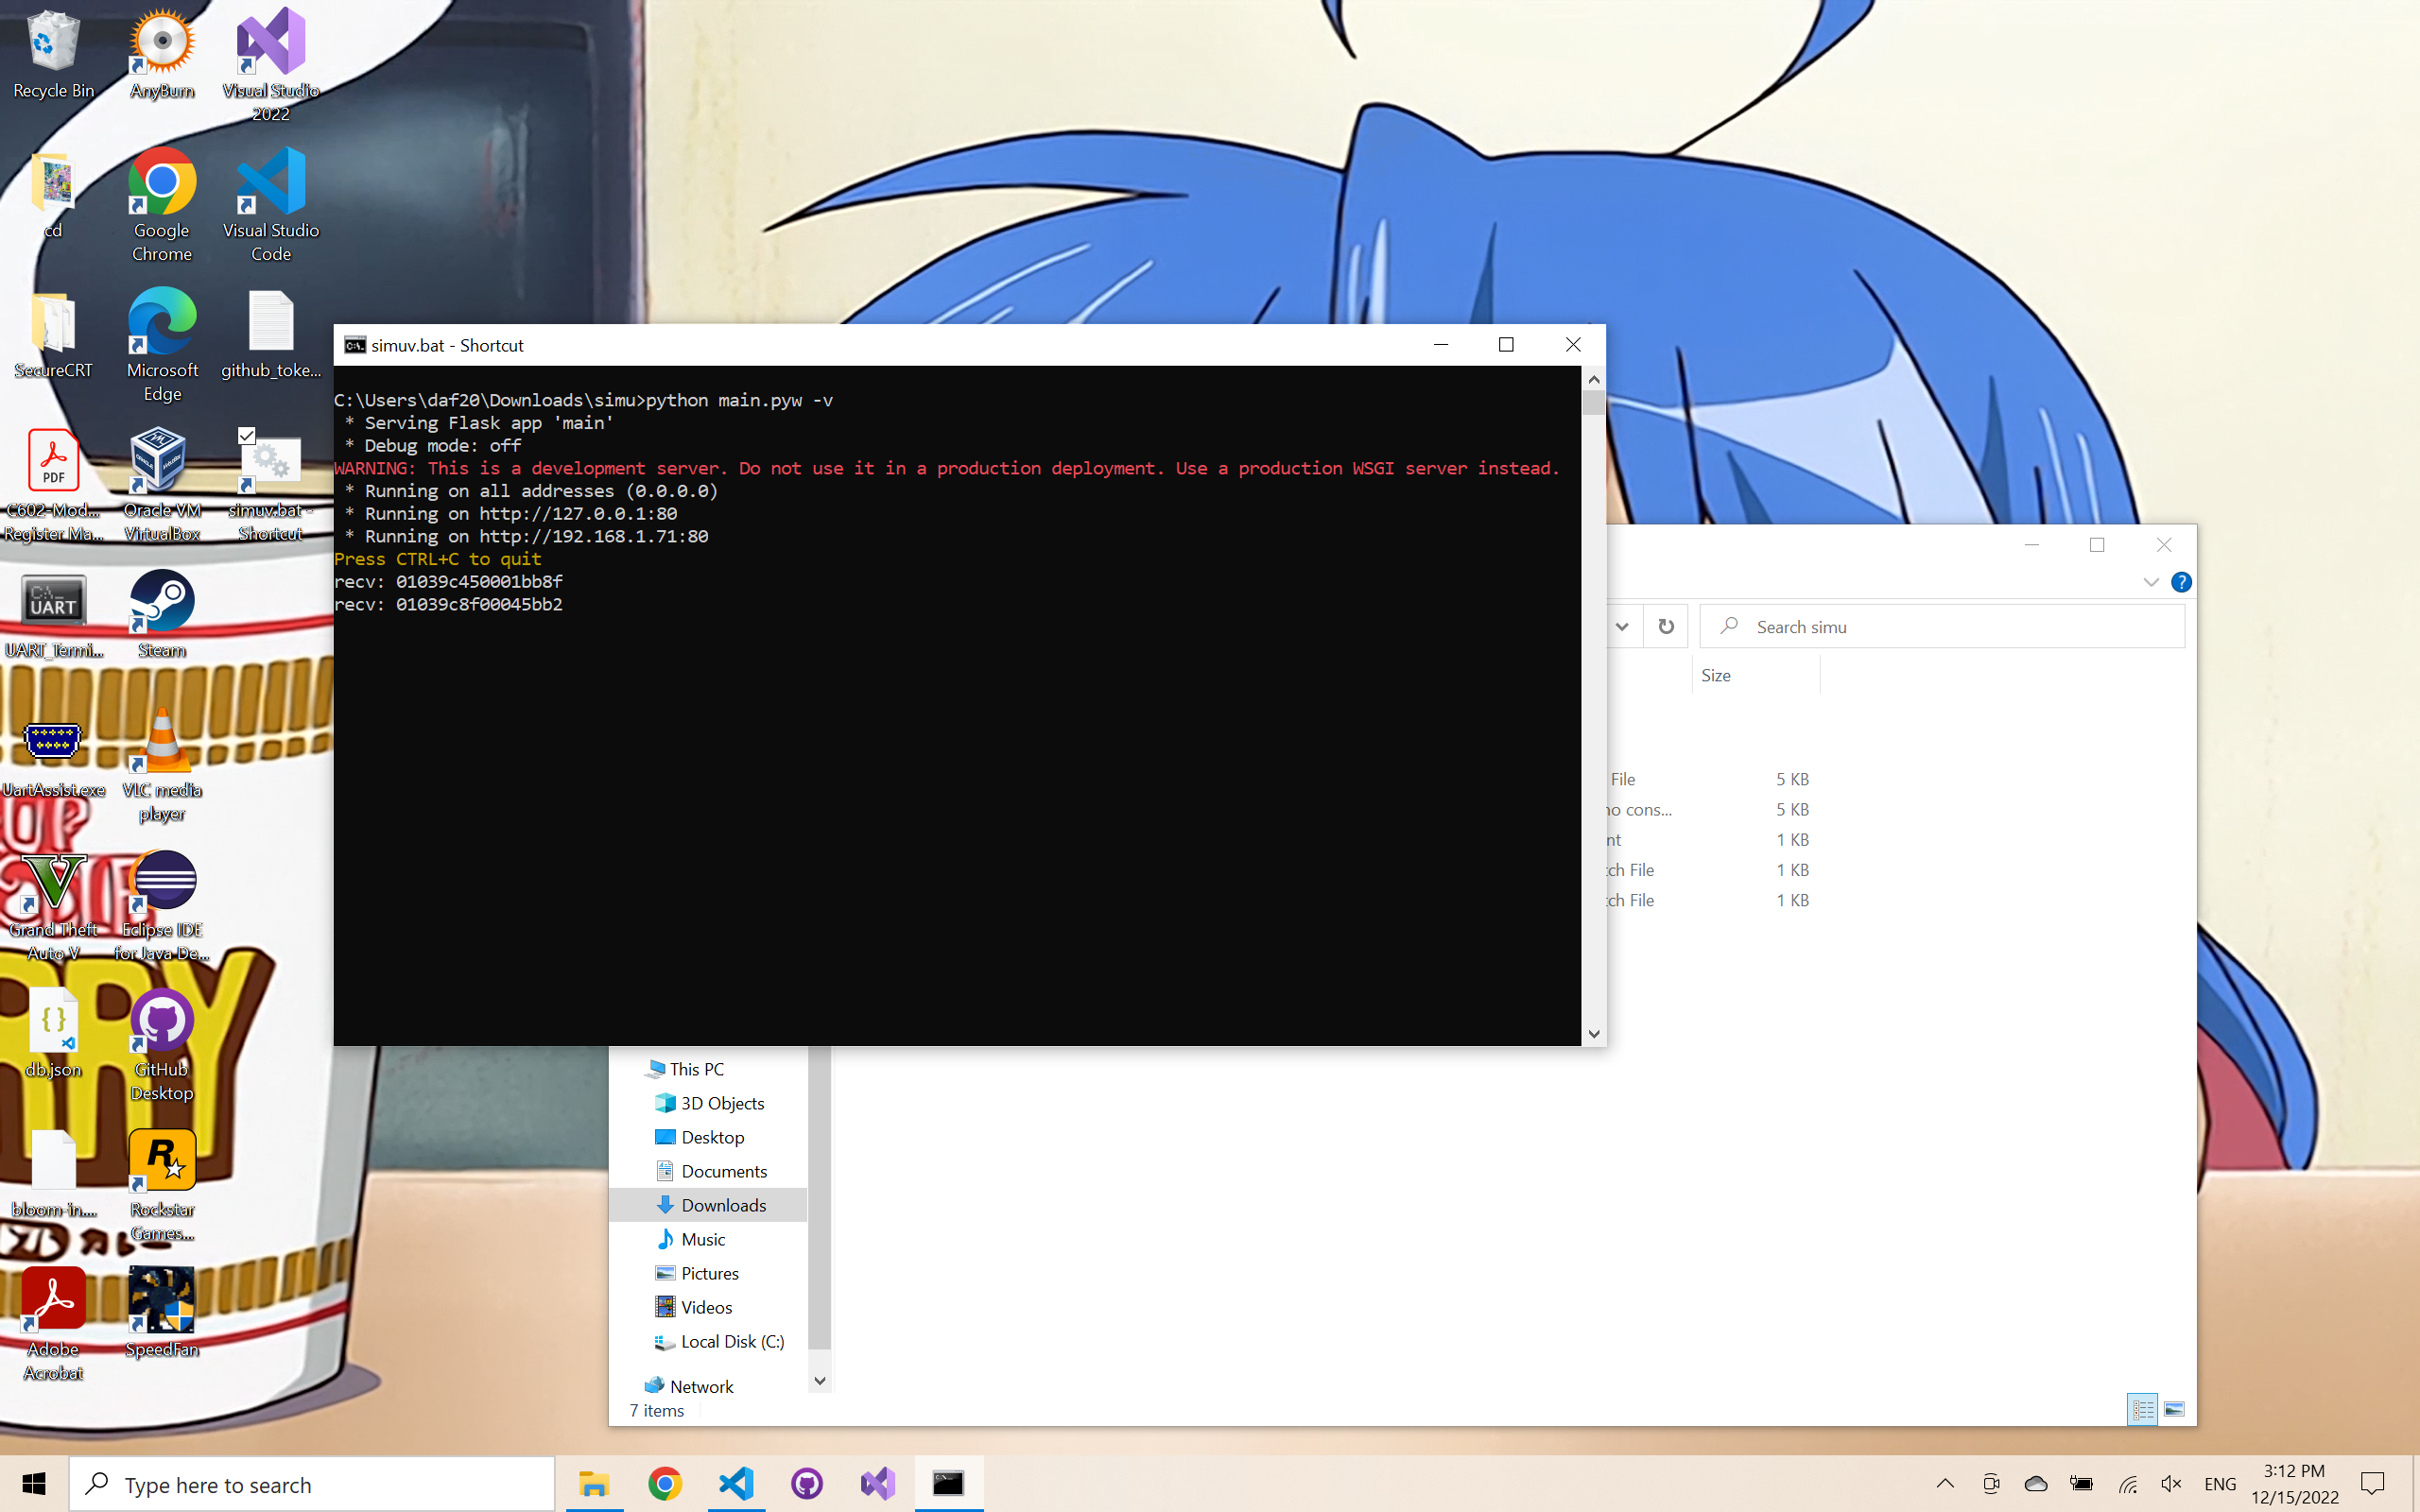 Recycle Bin
AnyBurn
Visual Studio
2022
cd
Google
Chrome
Visual Studio
Code
SecureCRT
Microsoft
Edge
github_toke...
PDF
C602-Mod...
Register Ma...
Oracle VM
VirtualBox
simuv.bat -
Shortcut
C:\_
UART
UART_Termi...
Steam
UartAssist.exe
VLC media
player
Grand Theft
Auto V
Eclipse IDE
for Java De...
db.json
GitHub
Desktop
bloom-in....
Rockstar
Games...
Adobe
Acrobat
SpeedFan
simuv.bat - Shortcut
C:\Users\daf20\Downloads\simu>python main.pyw -v
* Serving Flask app 'main'
* Debug mode: off
WARNING: This is a development server. Do not use it in a production deployment. Use a production WSGI server instead.
* Running on all addresses (0.0.0.0)
* Running on http://127.0.0.1:80
* Running on http://192.168.1.71:80
Press CTRL+C to quit
recv: 01039c450001bb8f
recv: 01039c8f00045bb2
Search simu
Size
File
5 KB
no cons...
5 KB
nt
1 KB
tch File
1 KB
tch File
1 KB
This PC
3D Objects
Desktop
Documents
Downloads
Music
Pictures
Videos
Local Disk (C:)
Network
7 items
Type here to search
ENG
3:12 PM
12/15/2022